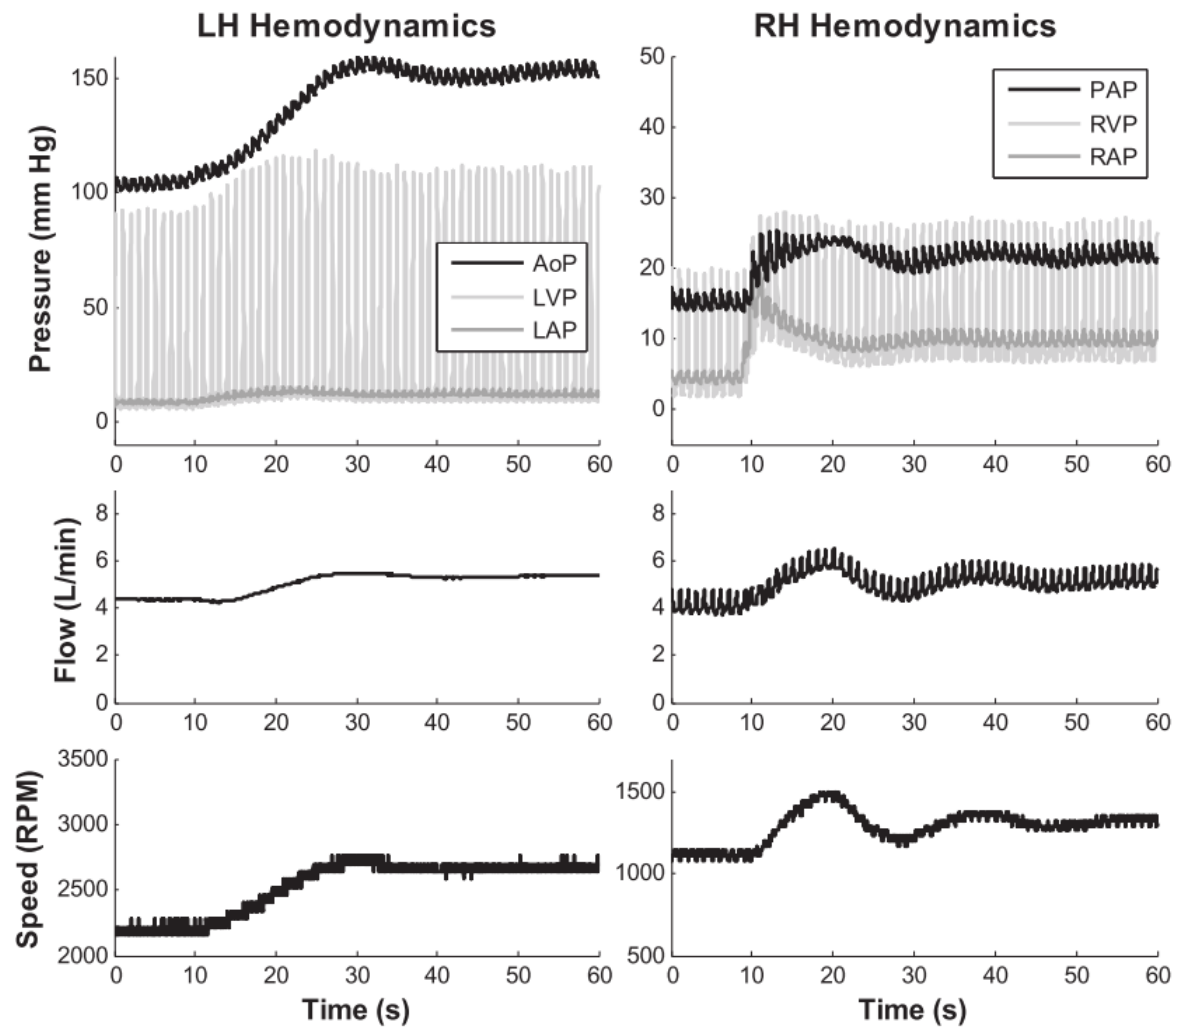 LH Hemodynamics
RH Hemodynamics
Pressure (mm Hg)
150
100
50
0
AoP
LVP
LAP
0 10 20 30 40 50 60
50
40
30
20
10
0
PAP
RVP
RAP
0 10 20 30 40 50 60
Flow (L/min)
8
6
4
2
0
0 10 20 30 40 50 60
8
6
4
2
0
0 10 20 30 40 50 60
Speed (RPM)
3500
3000
2500
2000
0 10 20 30 40 50 60
Time (s)
1500
1000
500
0 10 20 30 40 50 60
Time (s)